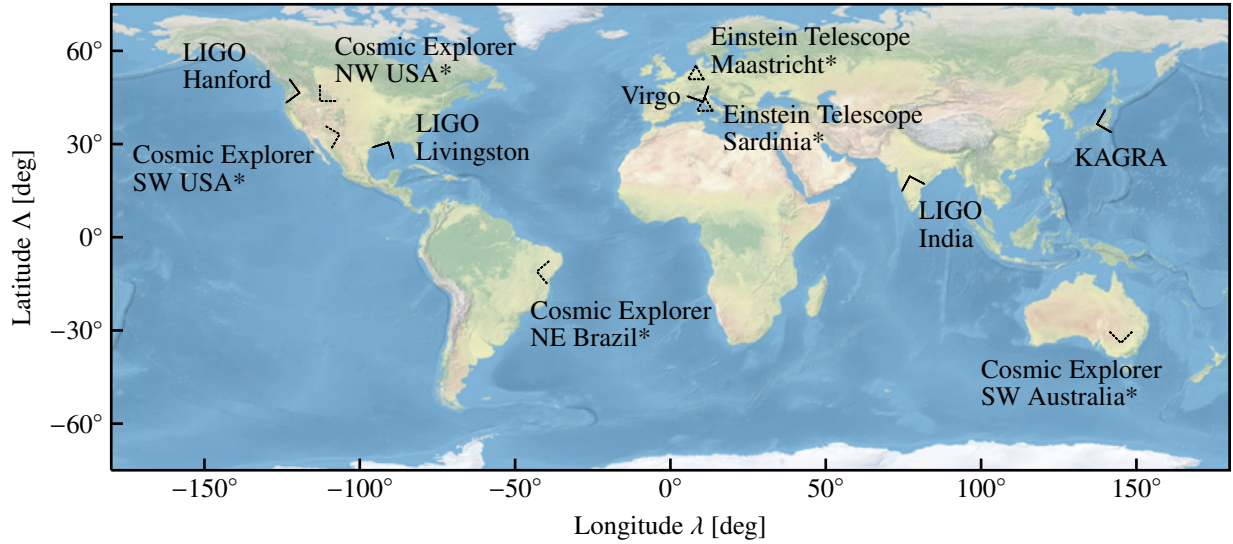 Einstein Telescope
Maastricht*
Cosmic Explorer
NW USA*
LIGO
Hanford
Virgo
Einstein Telescope
Sardinia*
LIGO
Livingston
Cosmic Explorer
SW USA*
KAGRA
LIGO
India
Cosmic Explorer
NE Brazil*
Cosmic Explorer
SW Australia*
60°
30°
0°
−30°
−60°
Latitude Λ [deg]
−150°
−100°
−50°
0°
50°
100°
150°
Longitude λ [deg]